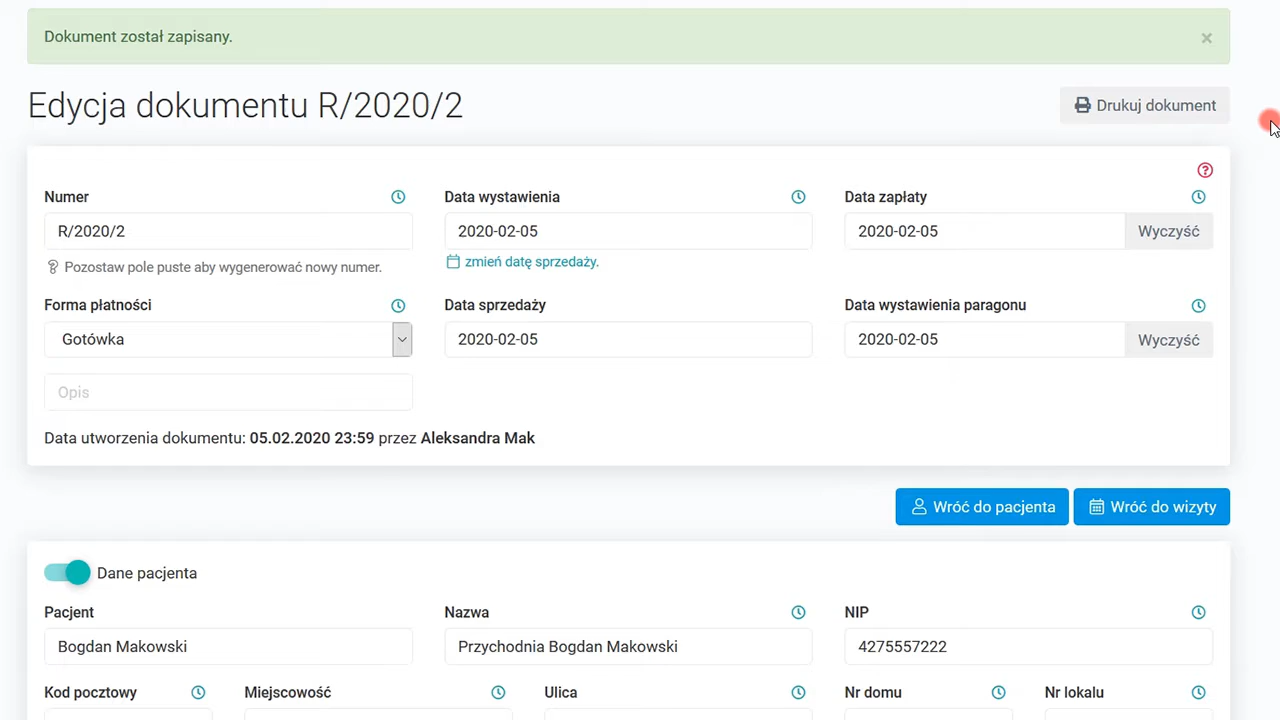 Dokument został zapisany.
Edycja dokumentu R/2020/2
Drukuj dokument
Numer
Data wystawienia
Data zapłaty
R/2020/2
2020-02-05
2020-02-05
Wyczyść
Pozostaw pole puste aby wygenerować nowy numer.
zmień datę sprzedaży.
Forma płatności
Data sprzedaży
Data wystawienia paragonu
Gotówka
2020-02-05
2020-02-05
Wyczyść
Opis
Data utworzenia dokumentu: 05.02.2020 23:59 przez Aleksandra Mak
Wróć do pacjenta
Wróć do wizyty
Dane pacjenta
Pacjent
Nazwa
NIP
Bogdan Makowski
Przychodnia Bogdan Makowski
4275557222
Kod pocztowy
Miejscowość
Ulica
Nr domu
Nr lokalu